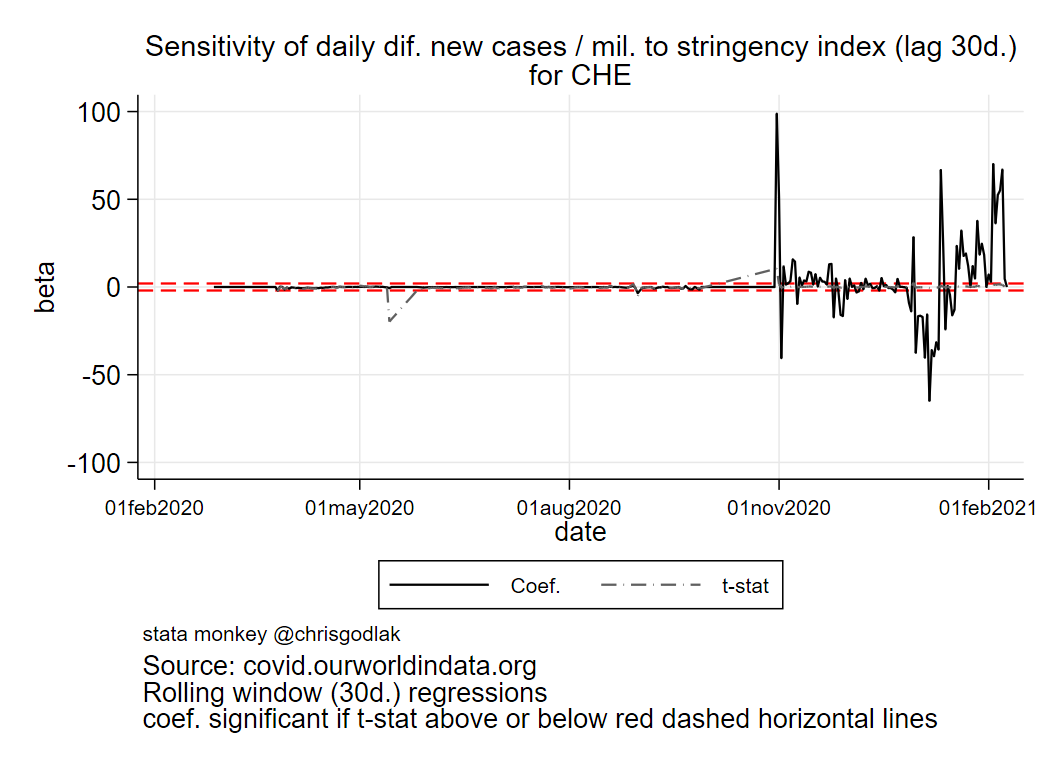 Sensitivity of daily dif. new cases / mil. to stringency index (lag 30d.)
for CHE
100
50
0
-50
-100
beta
01feb2020
01may2020
01aug2020
01nov2020
01feb2021
date
Coef.
t-stat
stata monkey @chrisgodlak
Source: covid.ourworldindata.org
Rolling window (30d.) regressions
coef. significant if t-stat above or below red dashed horizontal lines